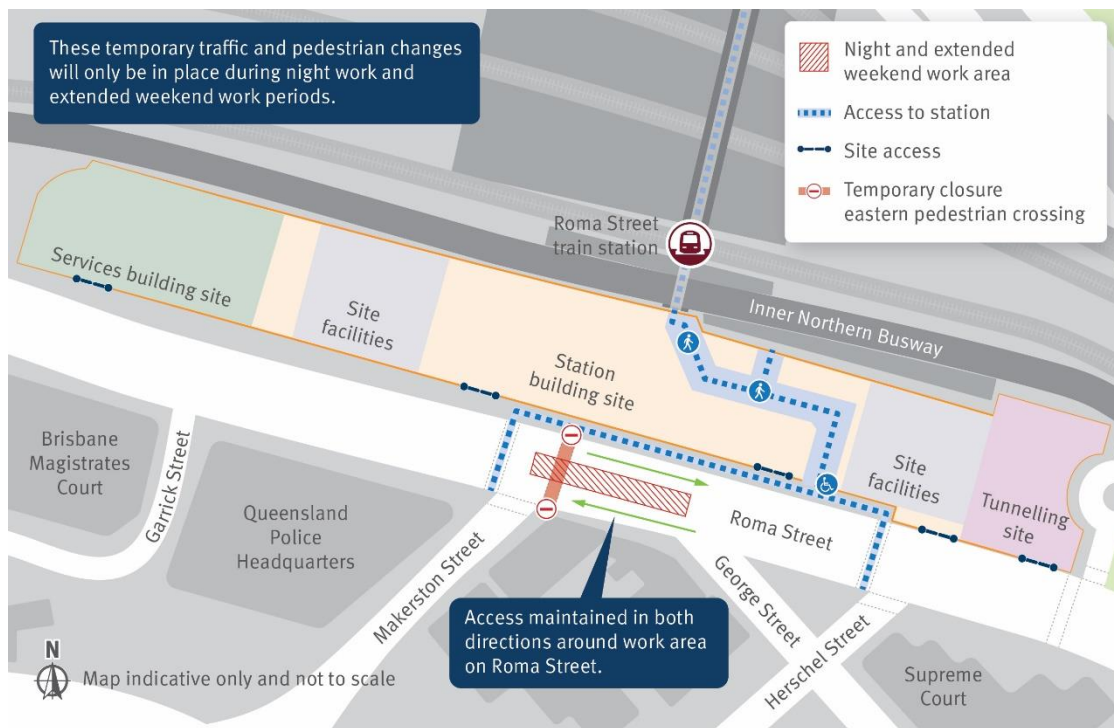 These temporary traffic and pedestrian changes
will only be in place during night work and
extended weekend work periods.
Night and extended
weekend work area
Access to station
Site access
Temporary closure
eastern pedestrian crossing
Roma Street
train station
Services building site
Site
facilities
Station
building site
Inner Northern Busway
Site
facilities
Tunnelling
site
Brisbane
Magistrates
Court
Garrick Street
Queensland
Police
Headquarters
Makerston Street
Roma Street
George Street
Herschel Street
Supreme
Court
Access maintained in both
directions around work area
on Roma Street.
N
Map indicative only and not to scale